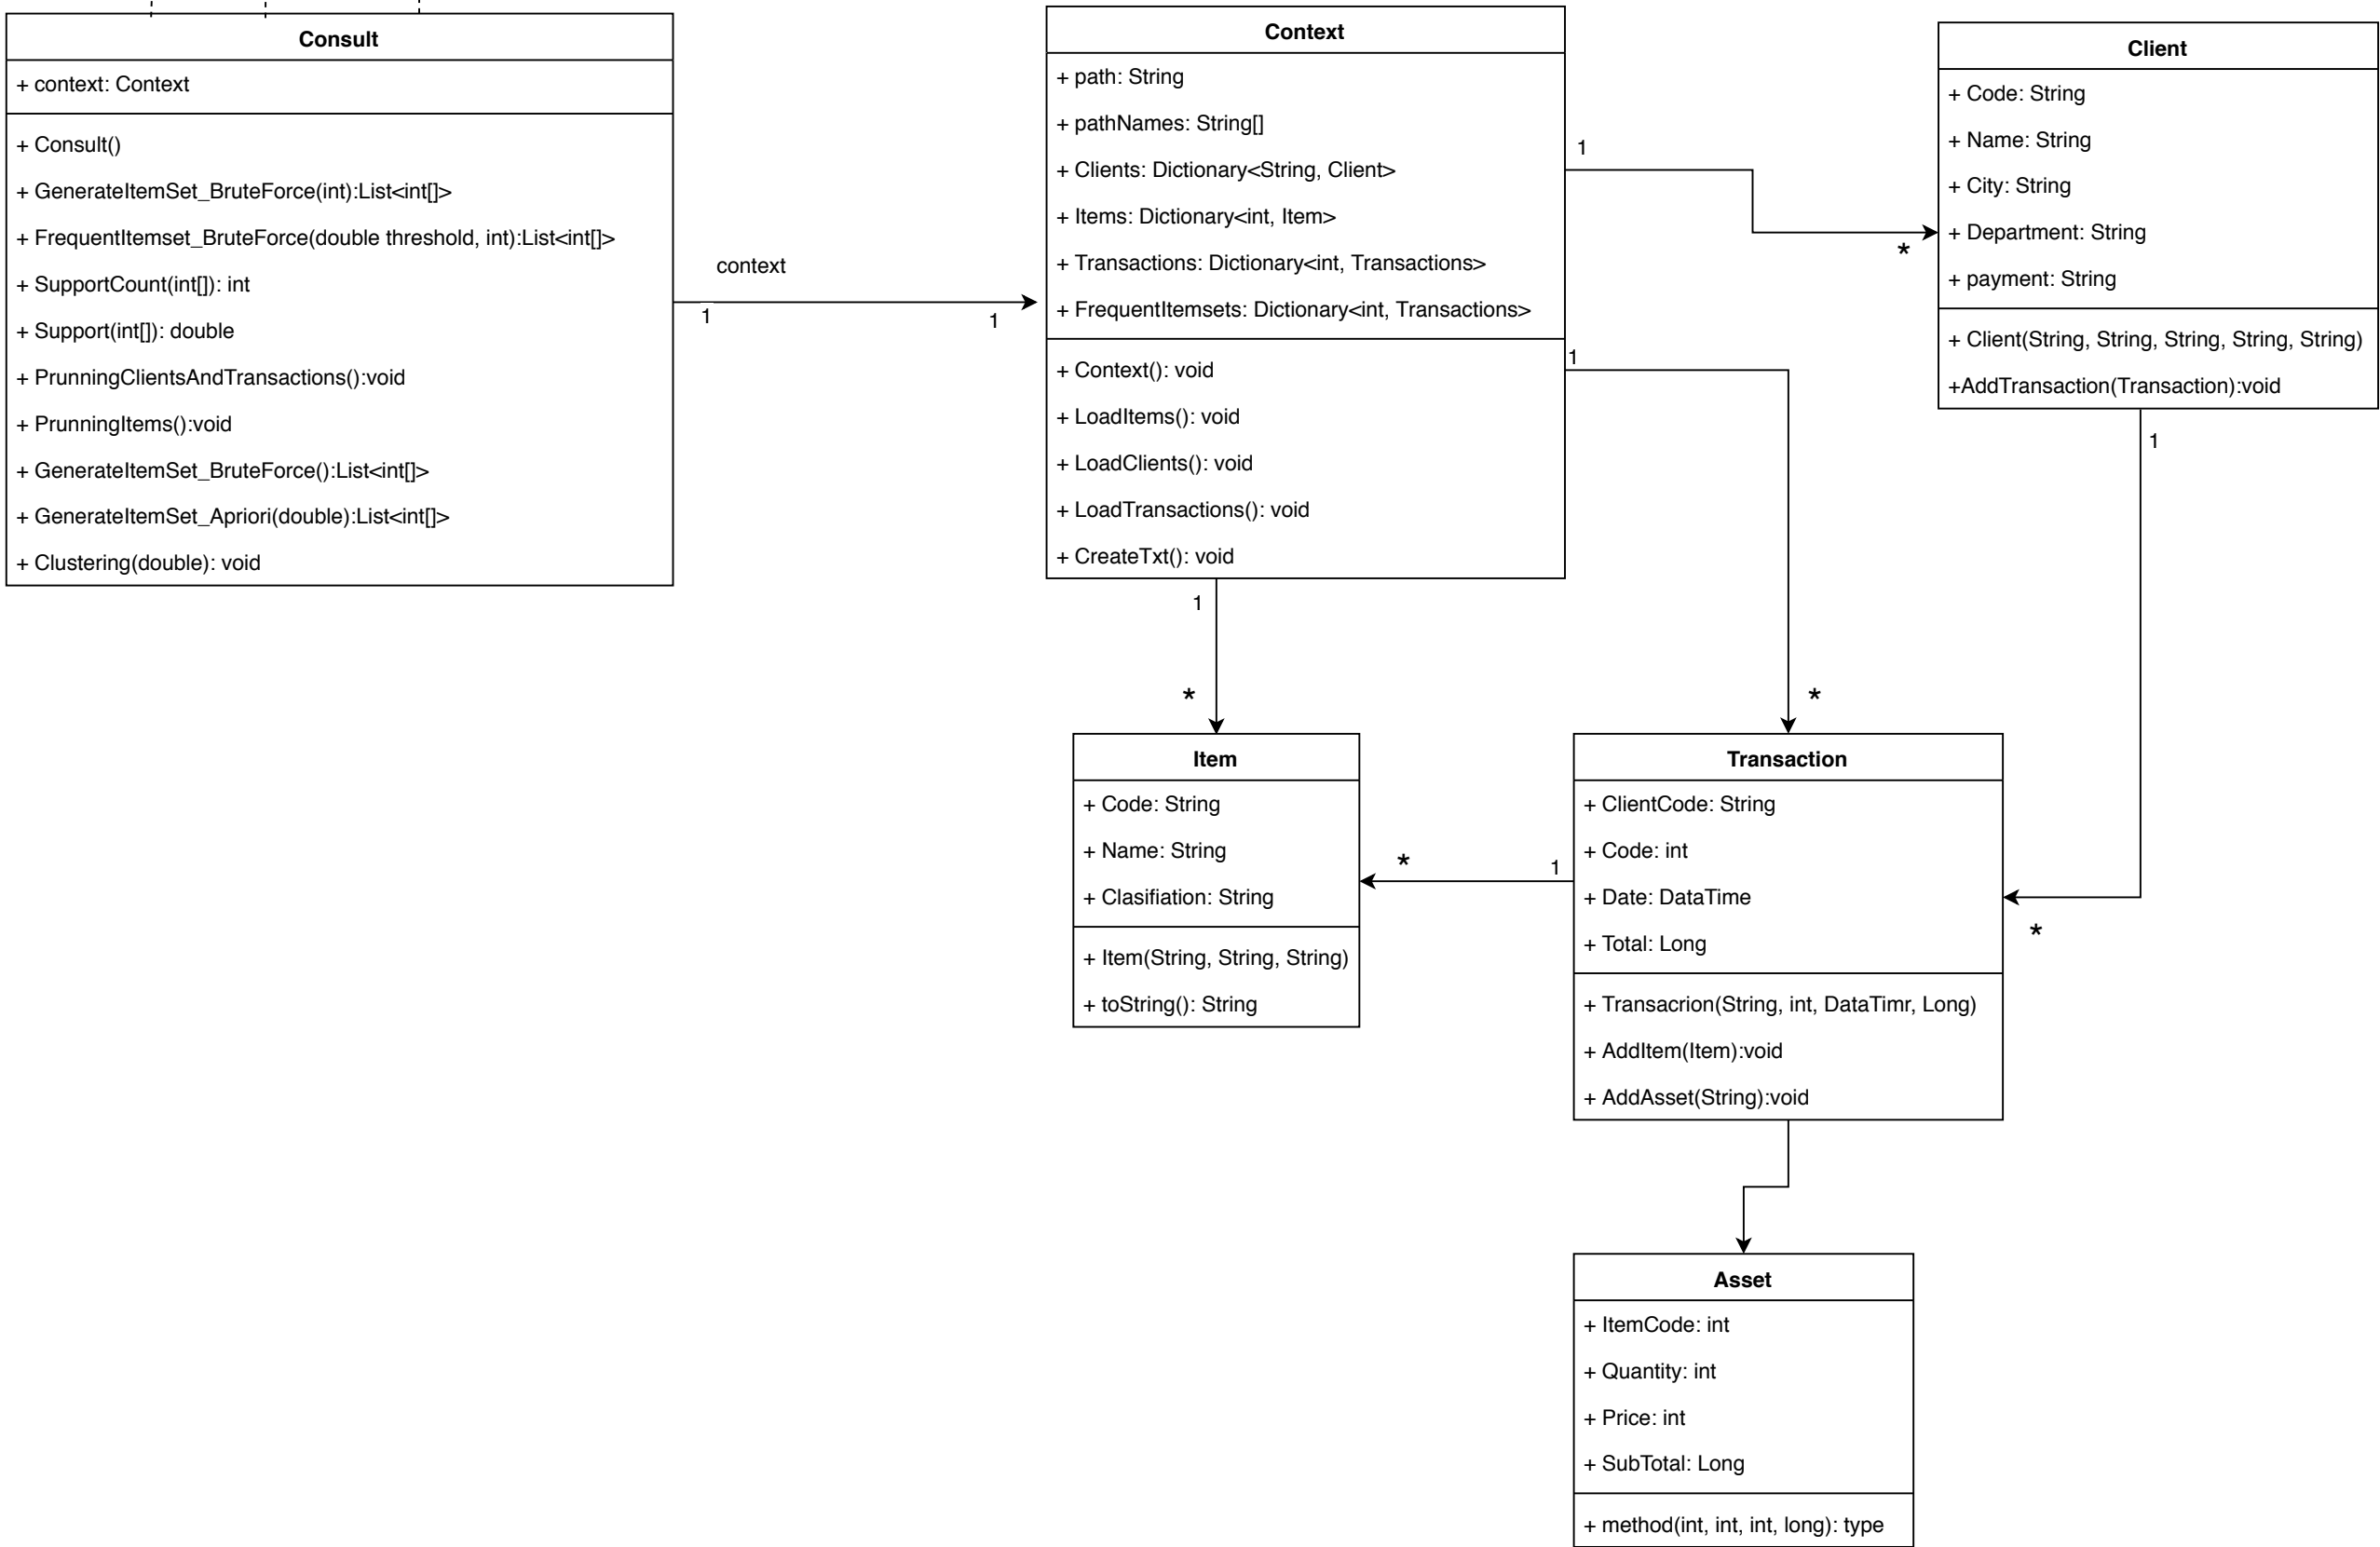 Consult
+ context: Context
+ Consult()
+ GenerateItemSet_BruteForce(int):List<int[]>
+ FrequentItemset_BruteForce(double threshold, int):List<int[]>
+ SupportCount(int[]): int
+ Support(int[]): double
+ PrunningClientsAndTransactions():void
+ PrunningItems():void
+ GenerateItemSet_BruteForce():List<int[]>
+ GenerateItemSet_Apriori(double):List<int[]>
+ Clustering(double): void
context
1
1
Context
+ path: String
+ pathNames: String[]
+ Clients: Dictionary<String, Client>
+ Items: Dictionary<int, Item>
+ Transactions: Dictionary<int, Transactions>
+ FrequentItemsets: Dictionary<int, Transactions>
+ Context(): void
+ LoadItems(): void
+ LoadClients(): void
+ LoadTransactions(): void
+ CreateTxt(): void
1
*
1
*
1
*
Client
+ Code: String
+ Name: String
+ City: String
+ Department: String
+ payment: String
+ Client(String, String, String, String, String)
+AddTransaction(Transaction):void
1
*
Item
+ Code: String
+ Name: String
+ Clasifiation: String
+ Item(String, String, String)
+ toString(): String
*
1
Transaction
+ ClientCode: String
+ Code: int
+ Date: DataTime
+ Total: Long
+ Transacrion(String, int, DataTimr, Long)
+ AddItem(Item):void
+ AddAsset(String):void
Asset
+ ItemCode: int
+ Quantity: int
+ Price: int
+ SubTotal: Long
+ method(int, int, int, long): type